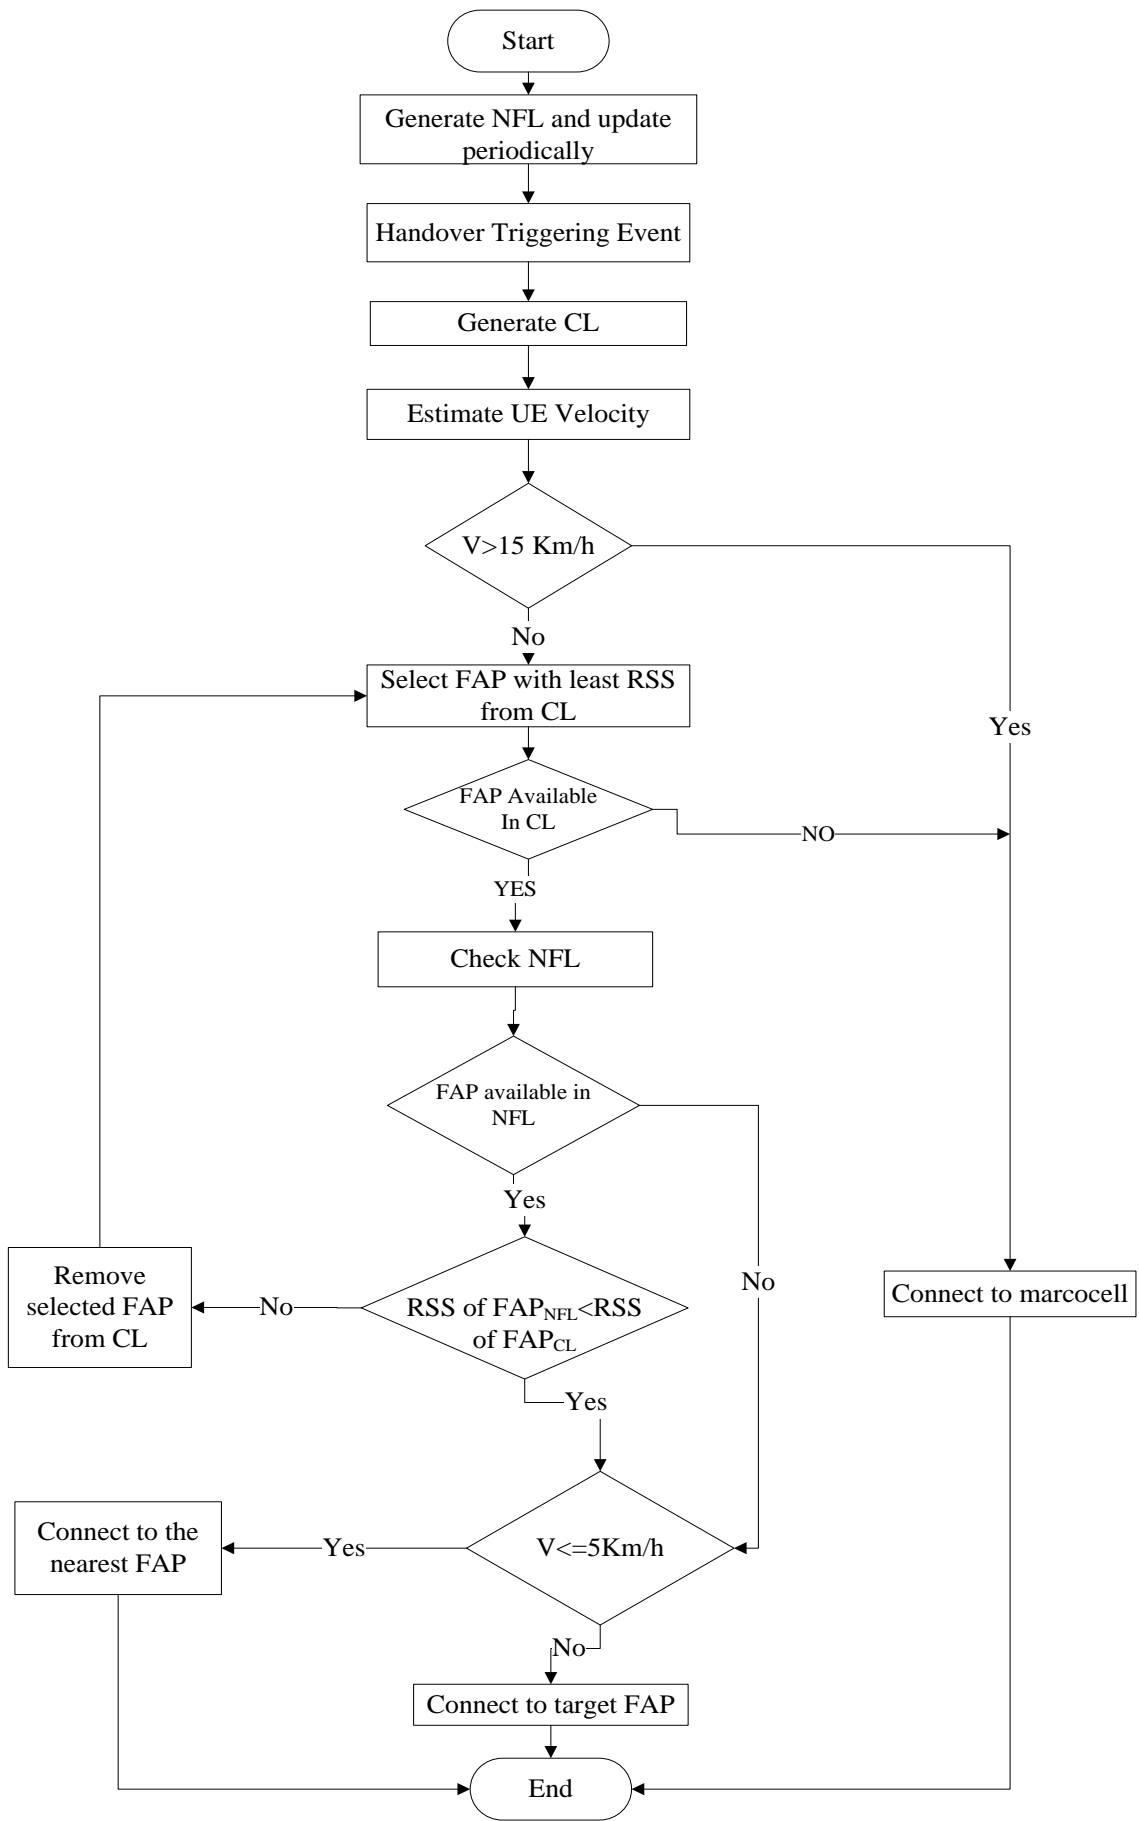 Start
Generate NFL and update
periodically
Handover Triggering Event
Generate CL
Estimate UE Velocity
V>15 Km/h
No
Select FAP with least RSS
from CL
Yes
FAP Available
In CL
NO
YES
Check NFL
FAP available in
NFL
Yes
No
Remove
selected FAP
from CL
No
RSS of FAPNFL<RSS
of FAPCL
Connect to marcocell
Yes
Connect to the
nearest FAP
Yes
V<=5Km/h
No
Connect to target FAP
End